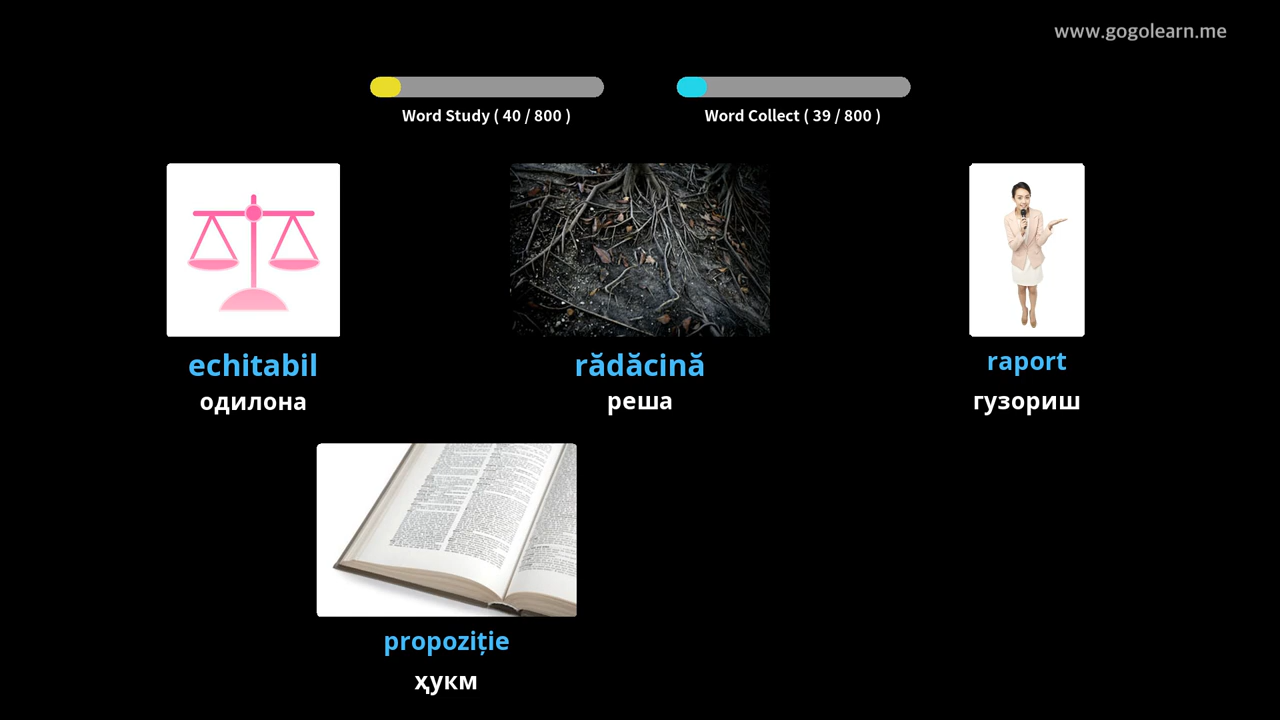 www.gogolearn.me
Word Study ( 40 / 800 )
Word Collect ( 39 / 800 )
echitabil
одилона
rădăcină
реша
raport
гузориш
propoziție
ҳукм